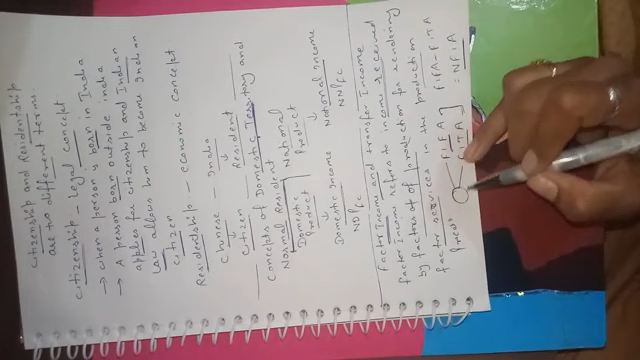 Citizenship and Residentship
are two different terms.
Citizenship - Legal concept
→ when a person is born in India
→ A person born outside india
applies for citizenship and Indian
Law allows him to become Indian
citizen
Residentship - economic concept
Chinese - India
↓ ↓
Citizen Resident
Concepts of Domestic Territory and
Normal Resident
Domestic National
Product Product
↓ ↓
Domestic Income National Income
NDPfc NNPfc
Factor Income and transfer Income
factor Income refers to income received
by factors of production for rendering
factor services in the production
FIFA ] FIFA-FITA
FITA ] = NFIA